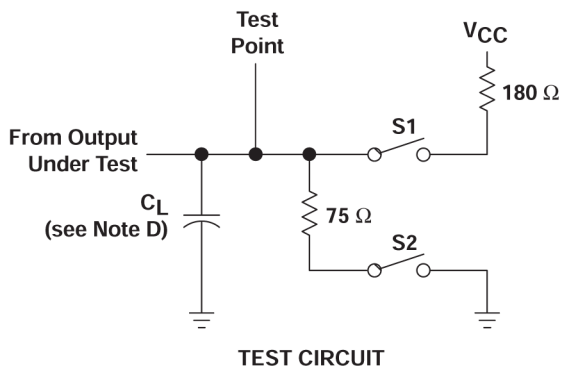 Test
Point
VCC
180 Ω
S1
From Output
Under Test
CL
(see Note D)
75 Ω
S2
TEST CIRCUIT